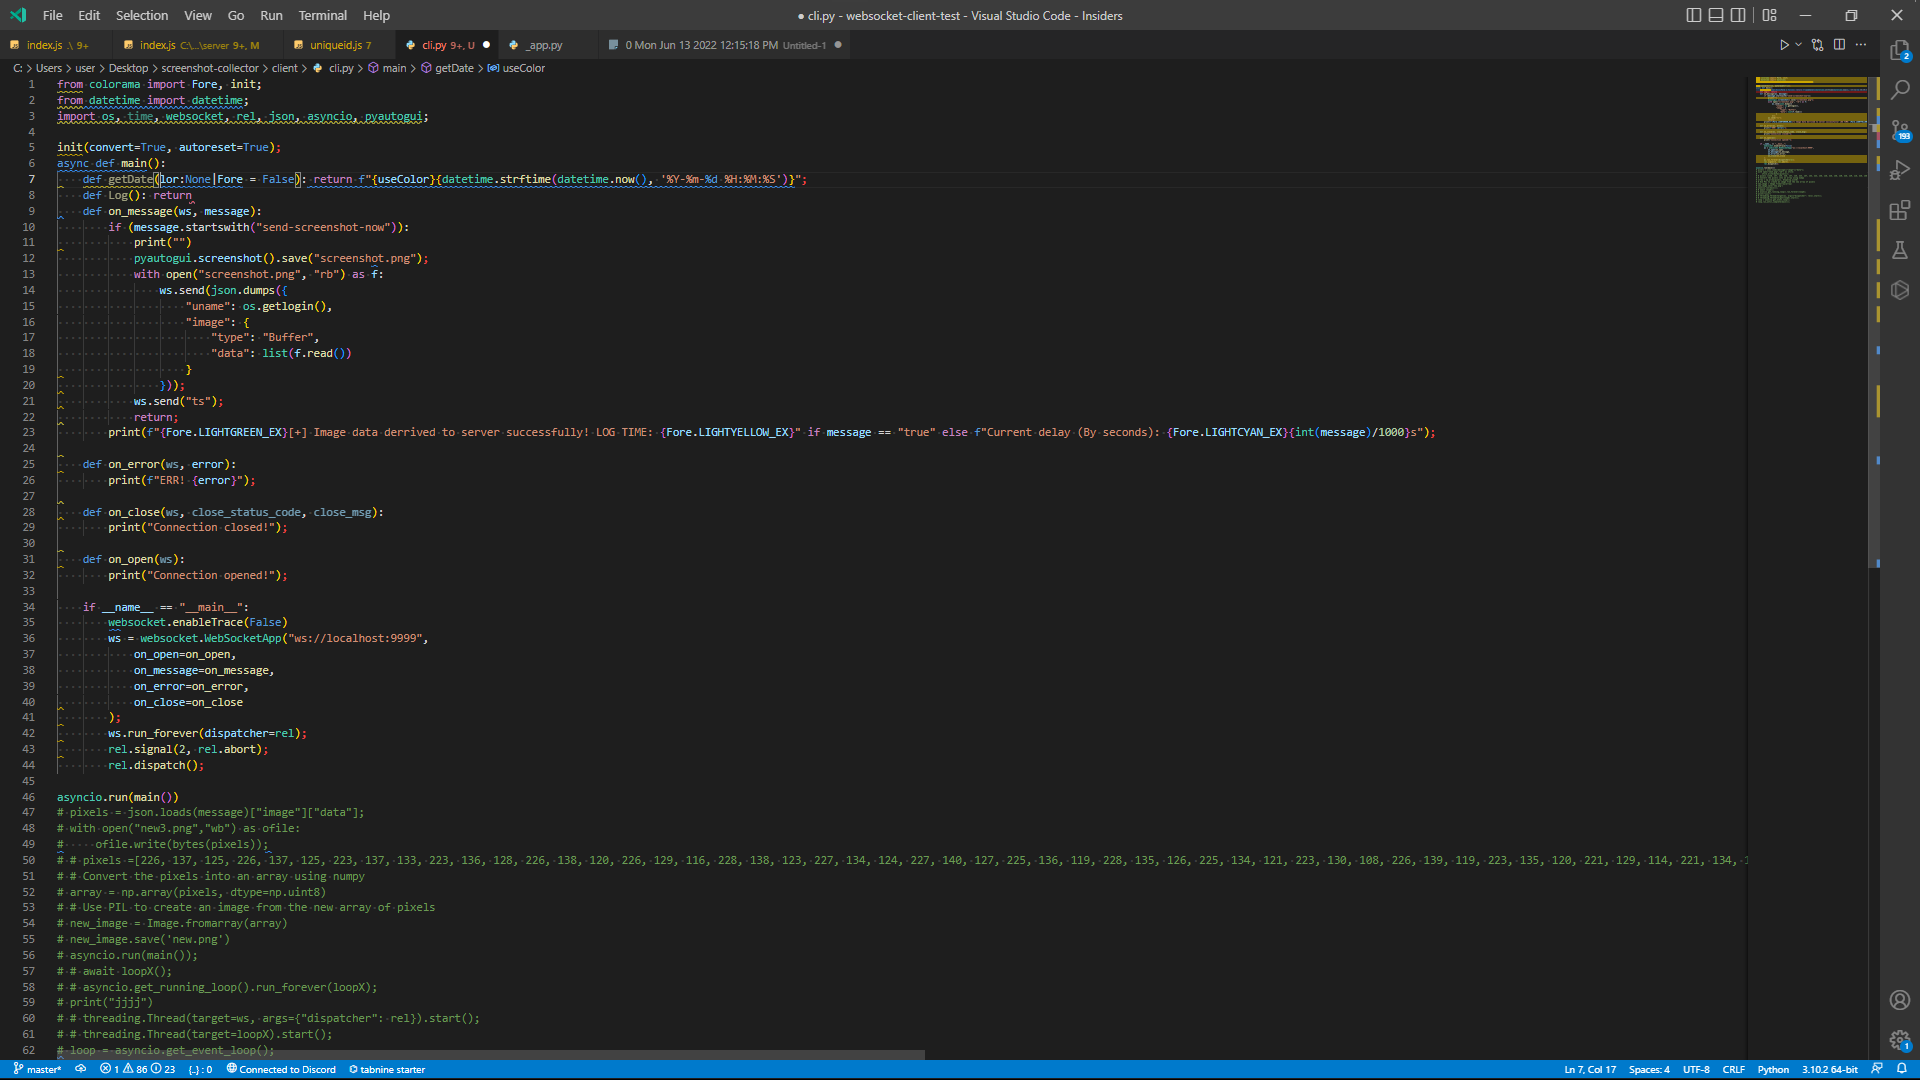 File Edit Selection View Go Run Terminal Help
● cli.py - websocket-client-test - Visual Studio Code - Insiders
index.js .\ 9+ index.js C:\...\server 9+, M uniqueid.js 7 cli.py 9+, U _app.py 0 Mon Jun 13 2022 12:15:18 PM Untitled-1
C: > Users > user > Desktop > screenshot-collector > client > cli.py > main > getDate > useColor
1 from colorama import Fore, init;
2 from datetime import datetime;
3 import os, time, websocket, rel, json, asyncio, pyautogui;
4
5 init(convert=True, autoreset=True);
6 async def main():
7 def getDate(lor:None|Fore = False): return f"{useColor}{datetime.strftime(datetime.now(), '%Y-%m-%d %H:%M:%S')}";
8 def Log(): return
9 def on_message(ws, message):
10 if (message.startswith("send-screenshot-now")):
11 print("")
12 pyautogui.screenshot().save("screenshot.png");
13 with open("screenshot.png", "rb") as f:
14 ws.send(json.dumps({
15 "uname": os.getlogin(),
16 "image": {
17 "type": "Buffer",
18 "data": list(f.read())
19 }
20 }));
21 ws.send("ts");
22 return;
23 print(f"{Fore.LIGHTGREEN_EX}[+] Image data derrived to server successfully! LOG TIME: {Fore.LIGHTYELLOW_EX}" if message == "true" else f"Current delay (By seconds): {Fore.LIGHTCYAN_EX}{int(message)/1000}s");
24
25 def on_error(ws, error):
26 print(f"ERR! {error}");
27
28 def on_close(ws, close_status_code, close_msg):
29 print("Connection closed!");
30
31 def on_open(ws):
32 print("Connection opened!");
33
34 if __name__ == "__main__":
35 websocket.enableTrace(False)
36 ws = websocket.WebSocketApp("ws://localhost:9999",
37 on_open=on_open,
38 on_message=on_message,
39 on_error=on_error,
40 on_close=on_close
41 );
42 ws.run_forever(dispatcher=rel);
43 rel.signal(2, rel.abort);
44 rel.dispatch();
45
46 asyncio.run(main())
47 # pixels = json.loads(message)["image"]["data"];
48 # with open("new3.png","wb") as ofile:
49 # ofile.write(bytes(pixels));
50 # # pixels =[226, 137, 125, 226, 137, 125, 223, 137, 133, 223, 136, 128, 226, 138, 120, 226, 129, 116, 228, 138, 123, 227, 134, 124, 227, 140, 127, 225, 136, 119, 228, 135, 126, 225, 134, 121, 223, 130, 108, 226, 139, 119, 223, 135, 120, 221, 129, 114, 221, 134,
51 # # Convert the pixels into an array using numpy
52 # array = np.array(pixels, dtype=np.uint8)
53 # # Use PIL to create an image from the new array of pixels
54 # new_image = Image.fromarray(array)
55 # new_image.save('new.png')
56 # asyncio.run(main());
57 # # await loopX();
58 # # asyncio.get_running_loop().run_forever(loopX);
59 # print("jjjj")
60 # # threading.Thread(target=ws, args={"dispatcher": rel}).start();
61 # # threading.Thread(target=loopX).start();
62 # loop = asyncio.get_event_loop();
2
193
1
master* 1 86 23 {..} : 0 Connected to Discord tabnine starter Ln 7, Col 17 Spaces: 4 UTF-8 CRLF Python 3.10.2 64-bit